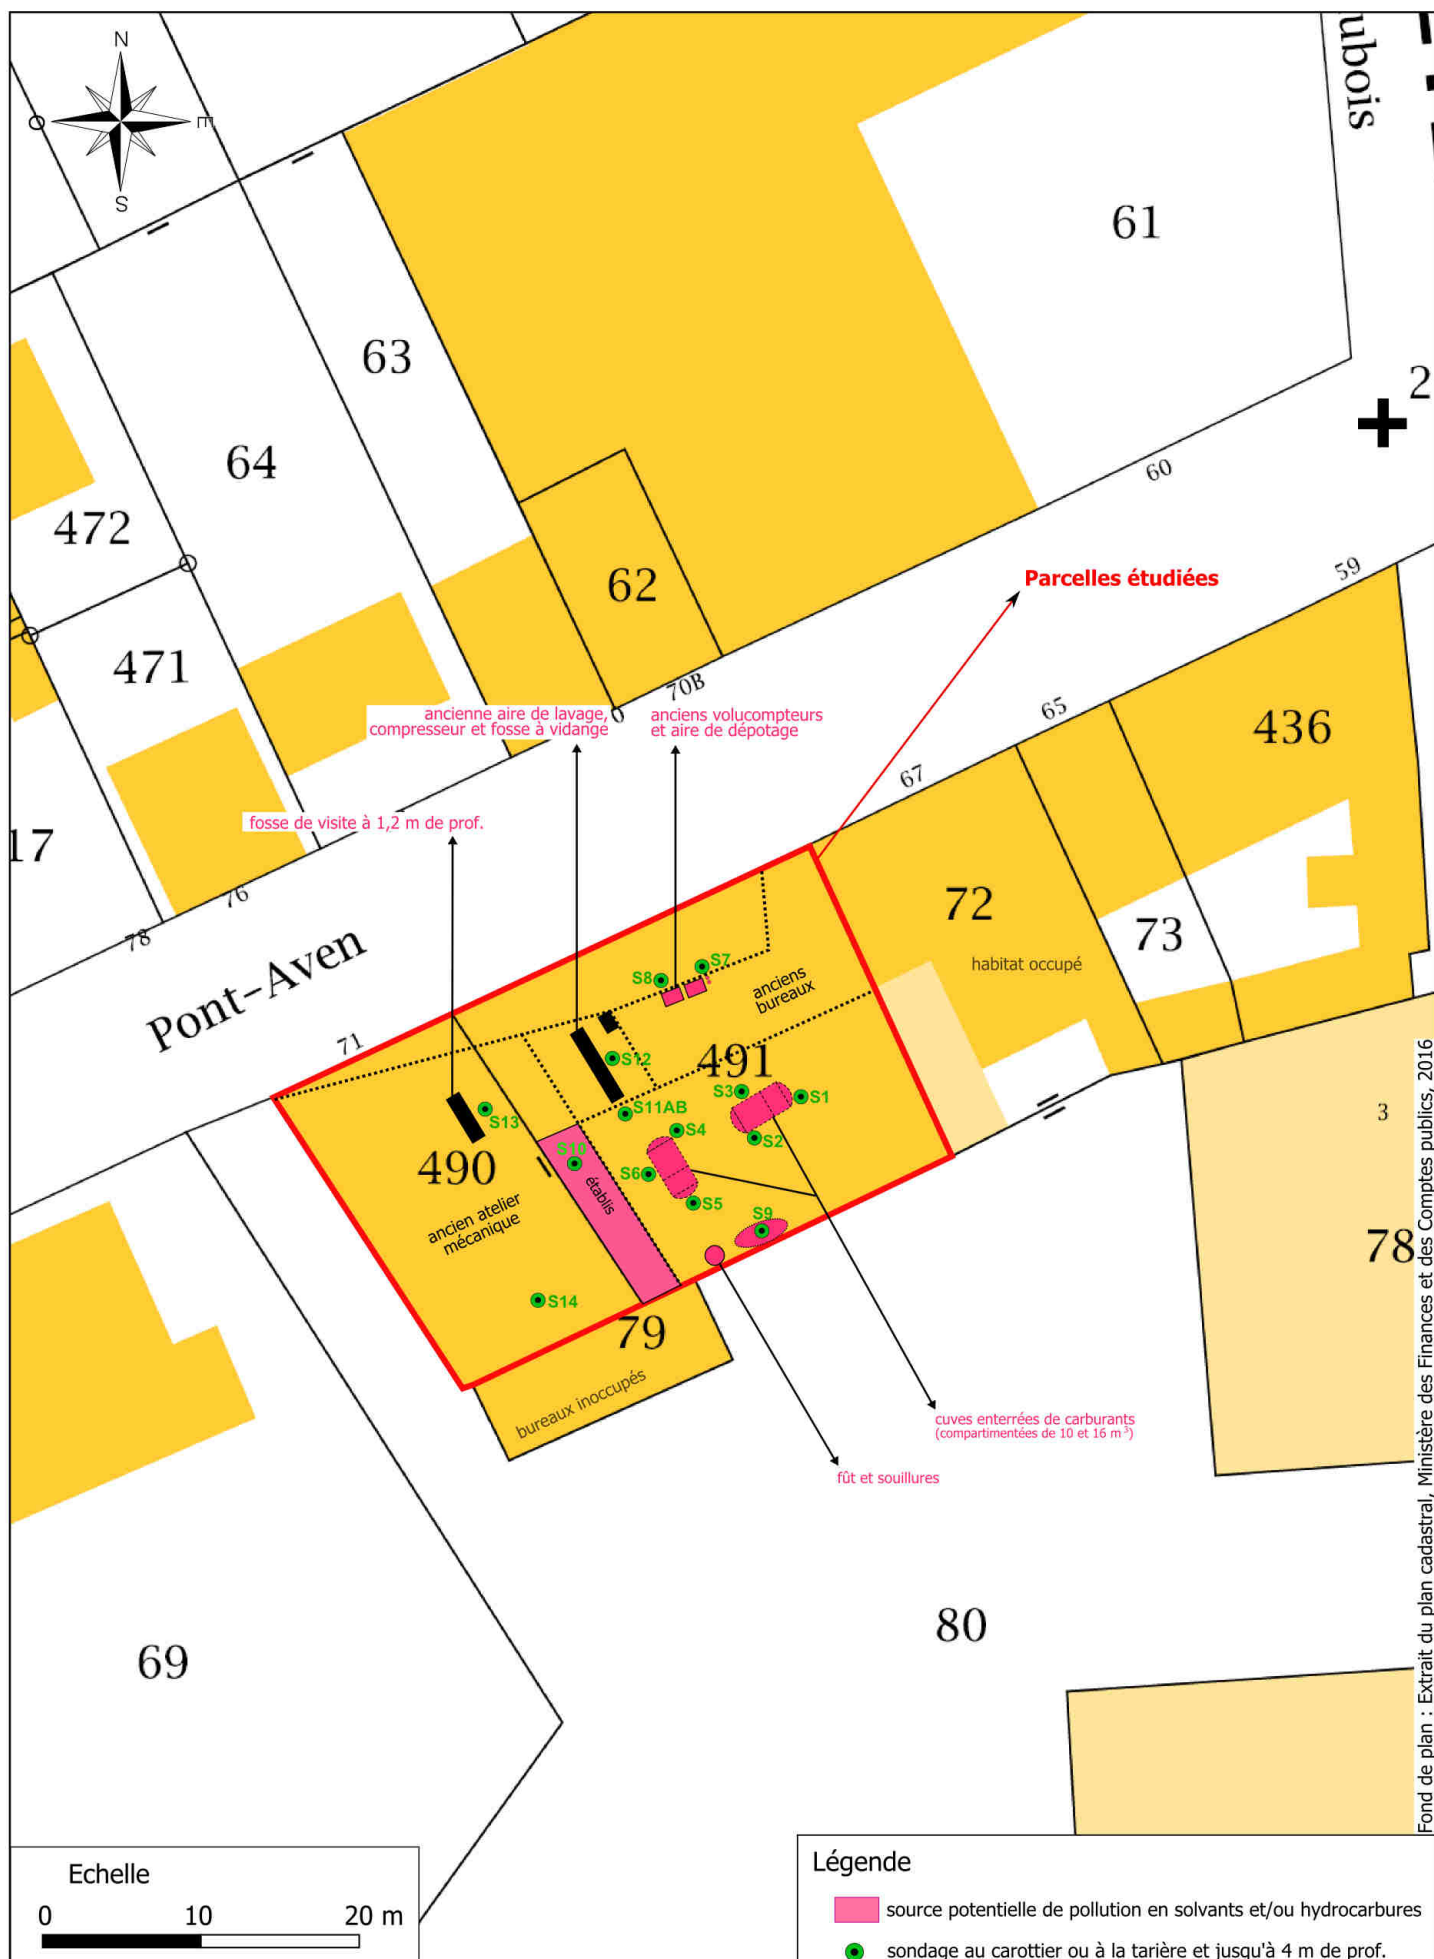 N
O
E
S
ubois
61
2
63
64
60
472
62
59
Parcelles étudiées
471
70B
65
436
ancienne aire de lavage,
compresseur et fosse à vidange
0
anciens volucompteurs
et aire de dépotage
67
fosse de visite à 1,2 m de prof.
17
76
78
72
73
habitat occupé
Pont-Aven
71
S7
S8
anciens
bureaux
S12
491
S3
S1
S11AB
S13
S4
S2
490
S10
S6
établis
S5
ancien atelier
mécanique
S9
S14
79
bureaux inoccupés
3
78
cuves enterrées de carburants
(compartimentées de 10 et 16 m³)
fût et souillures
80
69
Fond de plan : Extrait du plan cadastral, Ministère des Finances et des Comptes publics, 2016
Echelle
0 10 20 m
Légende
source potentielle de pollution en solvants et/ou hydrocarbures
sondage au carottier ou à la tarière et jusqu'à 4 m de prof.